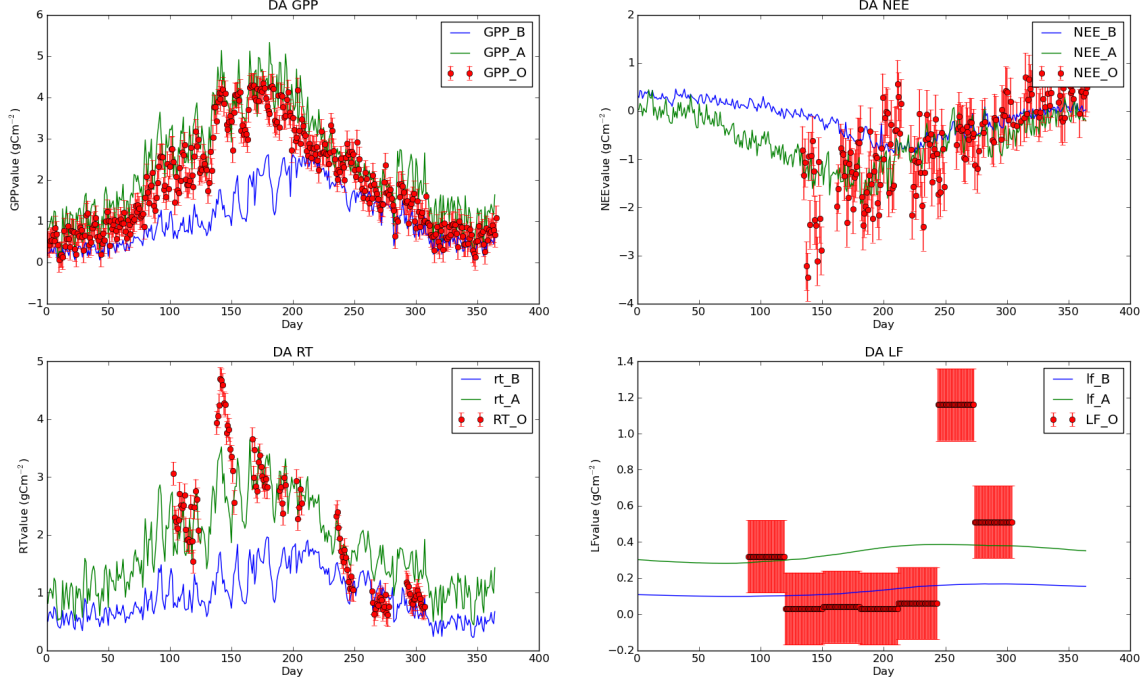 DA GPP
6
5
4
3
2
1
0
−1
GPPvalue (gCm−2)
GPP_B
GPP_A
GPP_O
0 50 100 150 200 250 300 350 400
Day
DA NEE
2
1
0
−1
−2
−3
−4
NEEvalue (gCm−2)
NEE_B
NEE_A
NEE_O
0 50 100 150 200 250 300 350 400
Day
DA RT
5
4
3
2
1
0
RTvalue (gCm−2)
rt_B
rt_A
RT_O
0 50 100 150 200 250 300 350 400
Day
DA LF
1.4
1.2
1.0
0.8
0.6
0.4
0.2
0.0
−0.2
LFvalue (gCm−2)
lf_B
lf_A
LF_O
0 50 100 150 200 250 300 350 400
Day